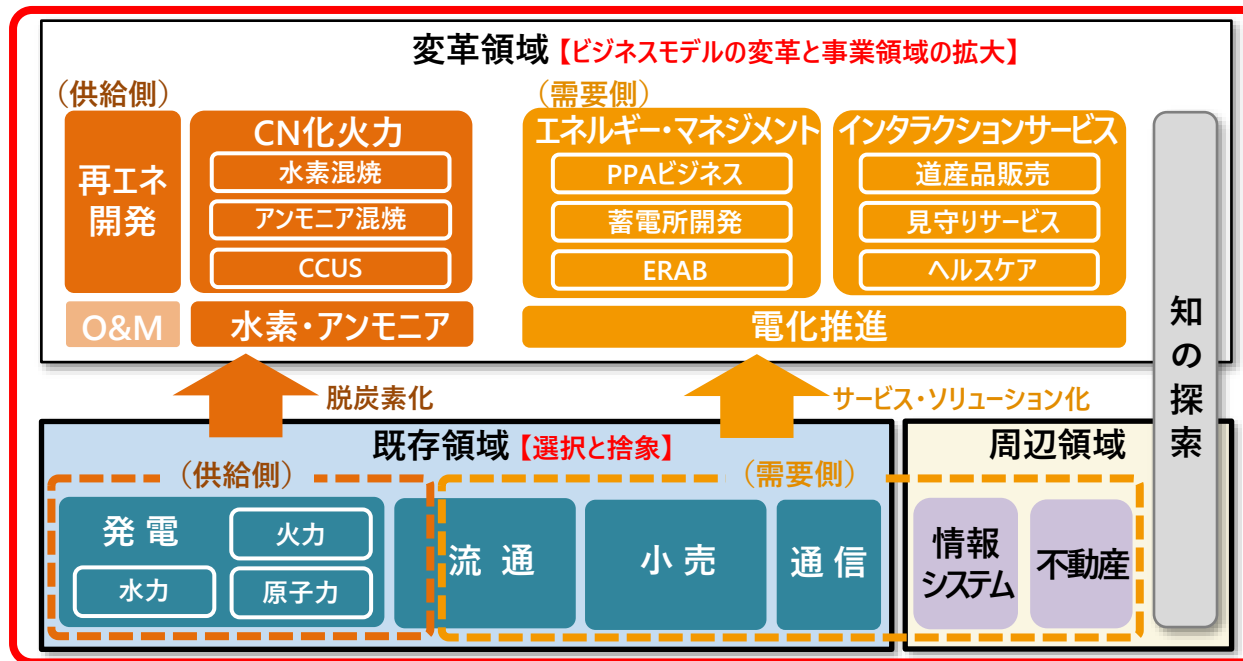 変革領域【ビジネスモデルの変革と事業領域の拡大】
（供給側）
再エネ
開発
CN化火力
水素混焼
アンモニア混焼
CCUS
O&M
水素・アンモニア
（需要側）
エネルギー・マネジメント
PPAビジネス
蓄電所開発
ERAB
インタラクションサービス
道産品販売
見守りサービス
ヘルスケア
電化推進
知の探索
脱炭素化
サービス・ソリューション化
既存領域【選択と捨象】
（供給側）
発電
火力
水力
原子力
（需要側）
流通
小売
通信
周辺領域
情報
システム
不動産